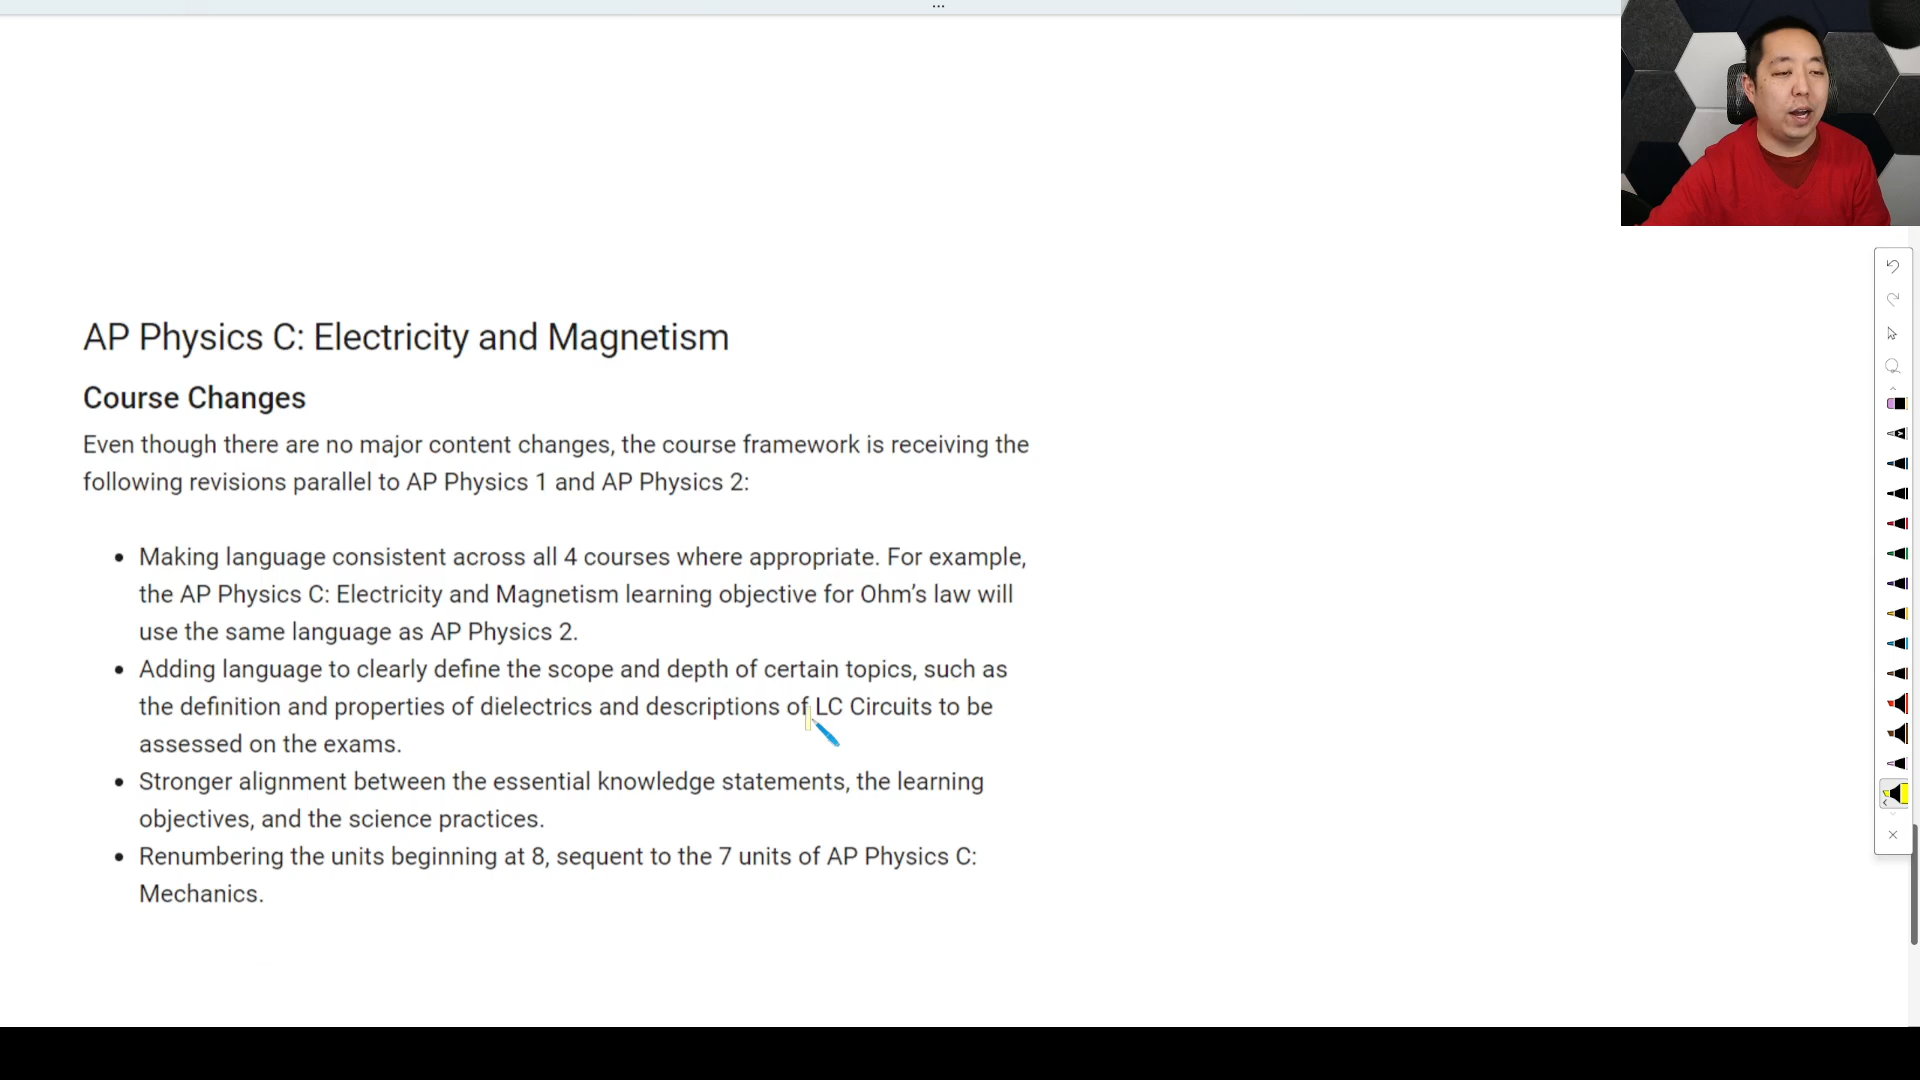 ...
AP Physics C: Electricity and Magnetism
Course Changes
Even though there are no major content changes, the course framework is receiving the
following revisions parallel to AP Physics 1 and AP Physics 2:
• Making language consistent across all 4 courses where appropriate. For example,
the AP Physics C: Electricity and Magnetism learning objective for Ohm’s law will
use the same language as AP Physics 2.
• Adding language to clearly define the scope and depth of certain topics, such as
the definition and properties of dielectrics and descriptions of LC Circuits to be
assessed on the exams.
• Stronger alignment between the essential knowledge statements, the learning
objectives, and the science practices.
• Renumbering the units beginning at 8, sequent to the 7 units of AP Physics C:
Mechanics.